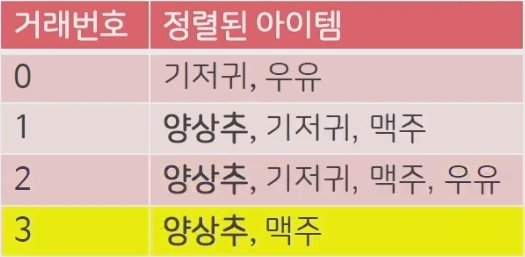 거래번호 정렬된 아이템
0 기저귀, 우유
1 양상추, 기저귀, 맥주
2 양상추, 기저귀, 맥주, 우유
3 양상추, 맥주